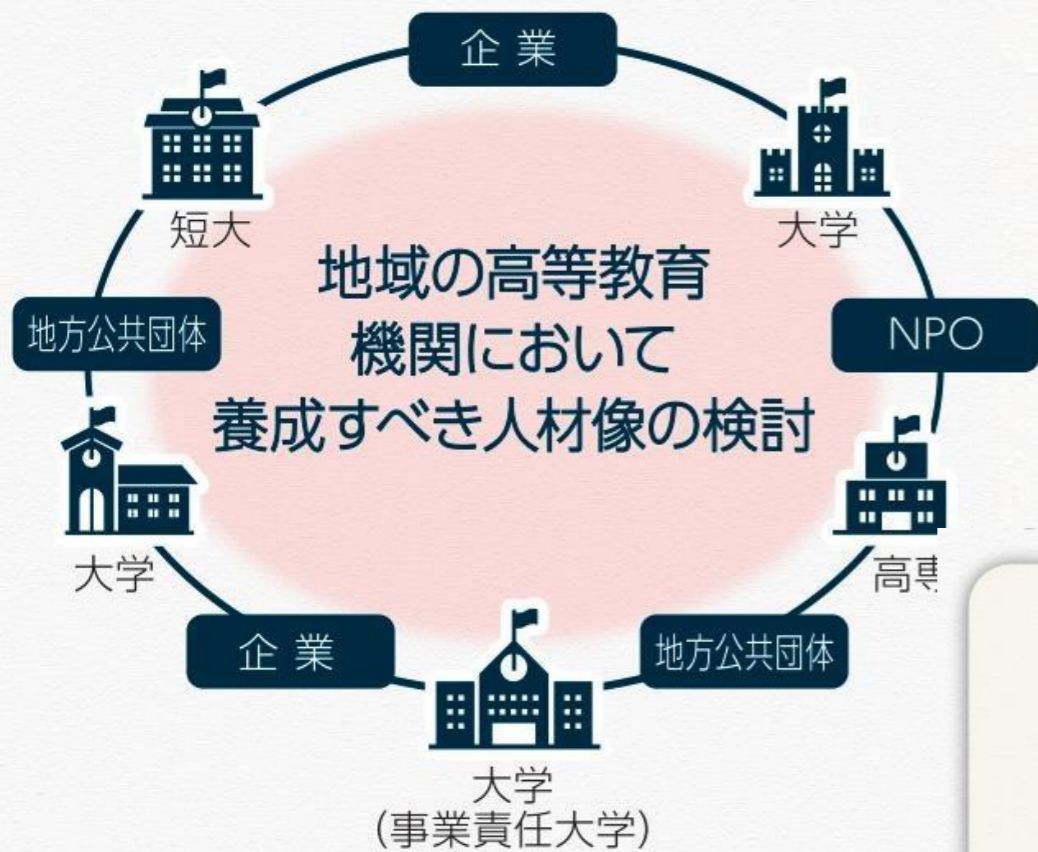 企業
短大
大学
地域の高等教育
機関において
養成すべき人材像の検討
地方公共団体
NPO
大学
高専
企業
地方公共団体
大学
(事業責任大学)